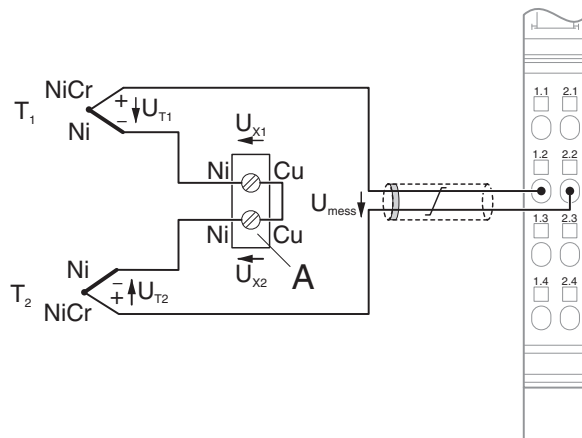 1.1 2.1
NiCr
T1
+
−
UT1
Ni
UX1
1.2 2.2
Ni Cu
Umess
Ni Cu
1.3 2.3
UX2
A
Ni
T2
−
+
UT2
NiCr
1.4 2.4